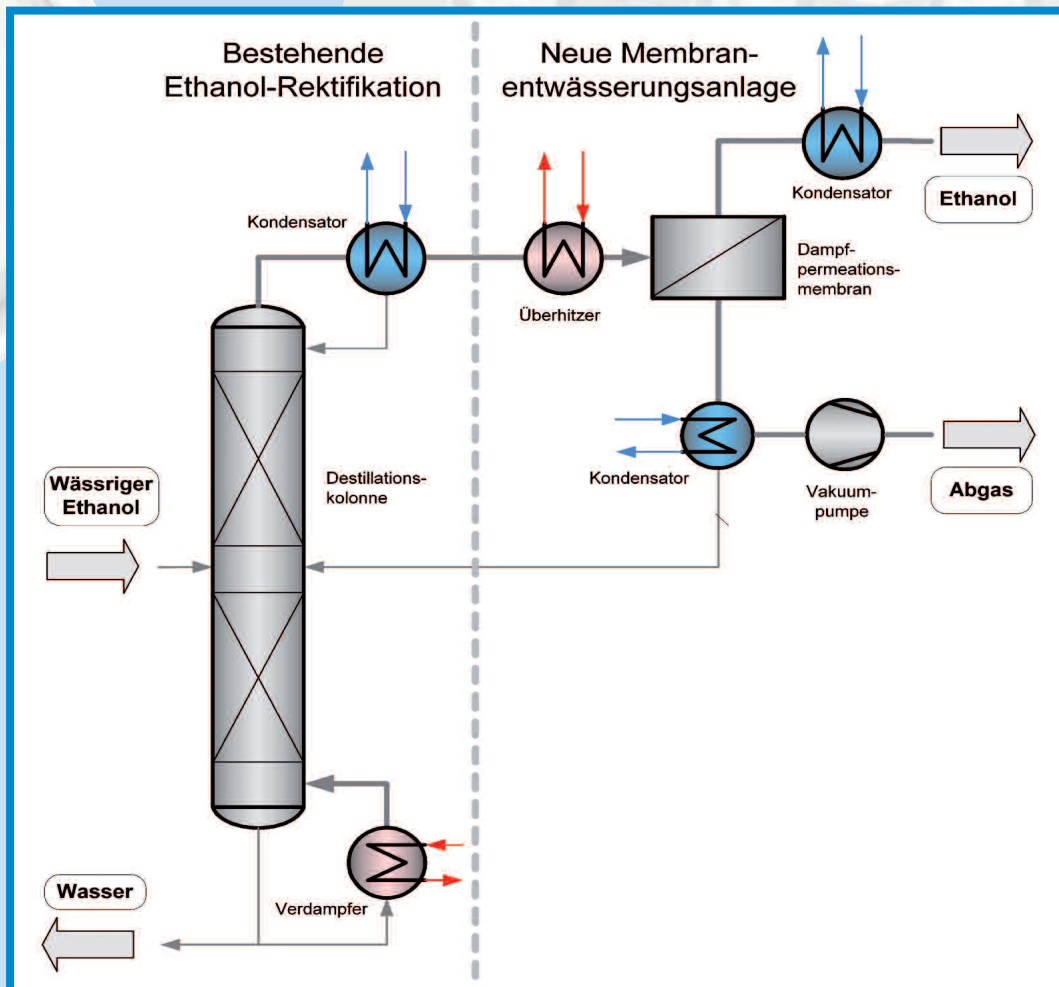 Bestehende
Ethanol-Rektifikation
Neue Membran-
entwässerungsanlage
Kondensator
Überhitzer
Kondensator
Ethanol
Dampf-
permeations-
membran
Wässriger
Ethanol
Destillations-
kolonne
Kondensator
Vakuum-
pumpe
Abgas
Wasser
Verdampfer